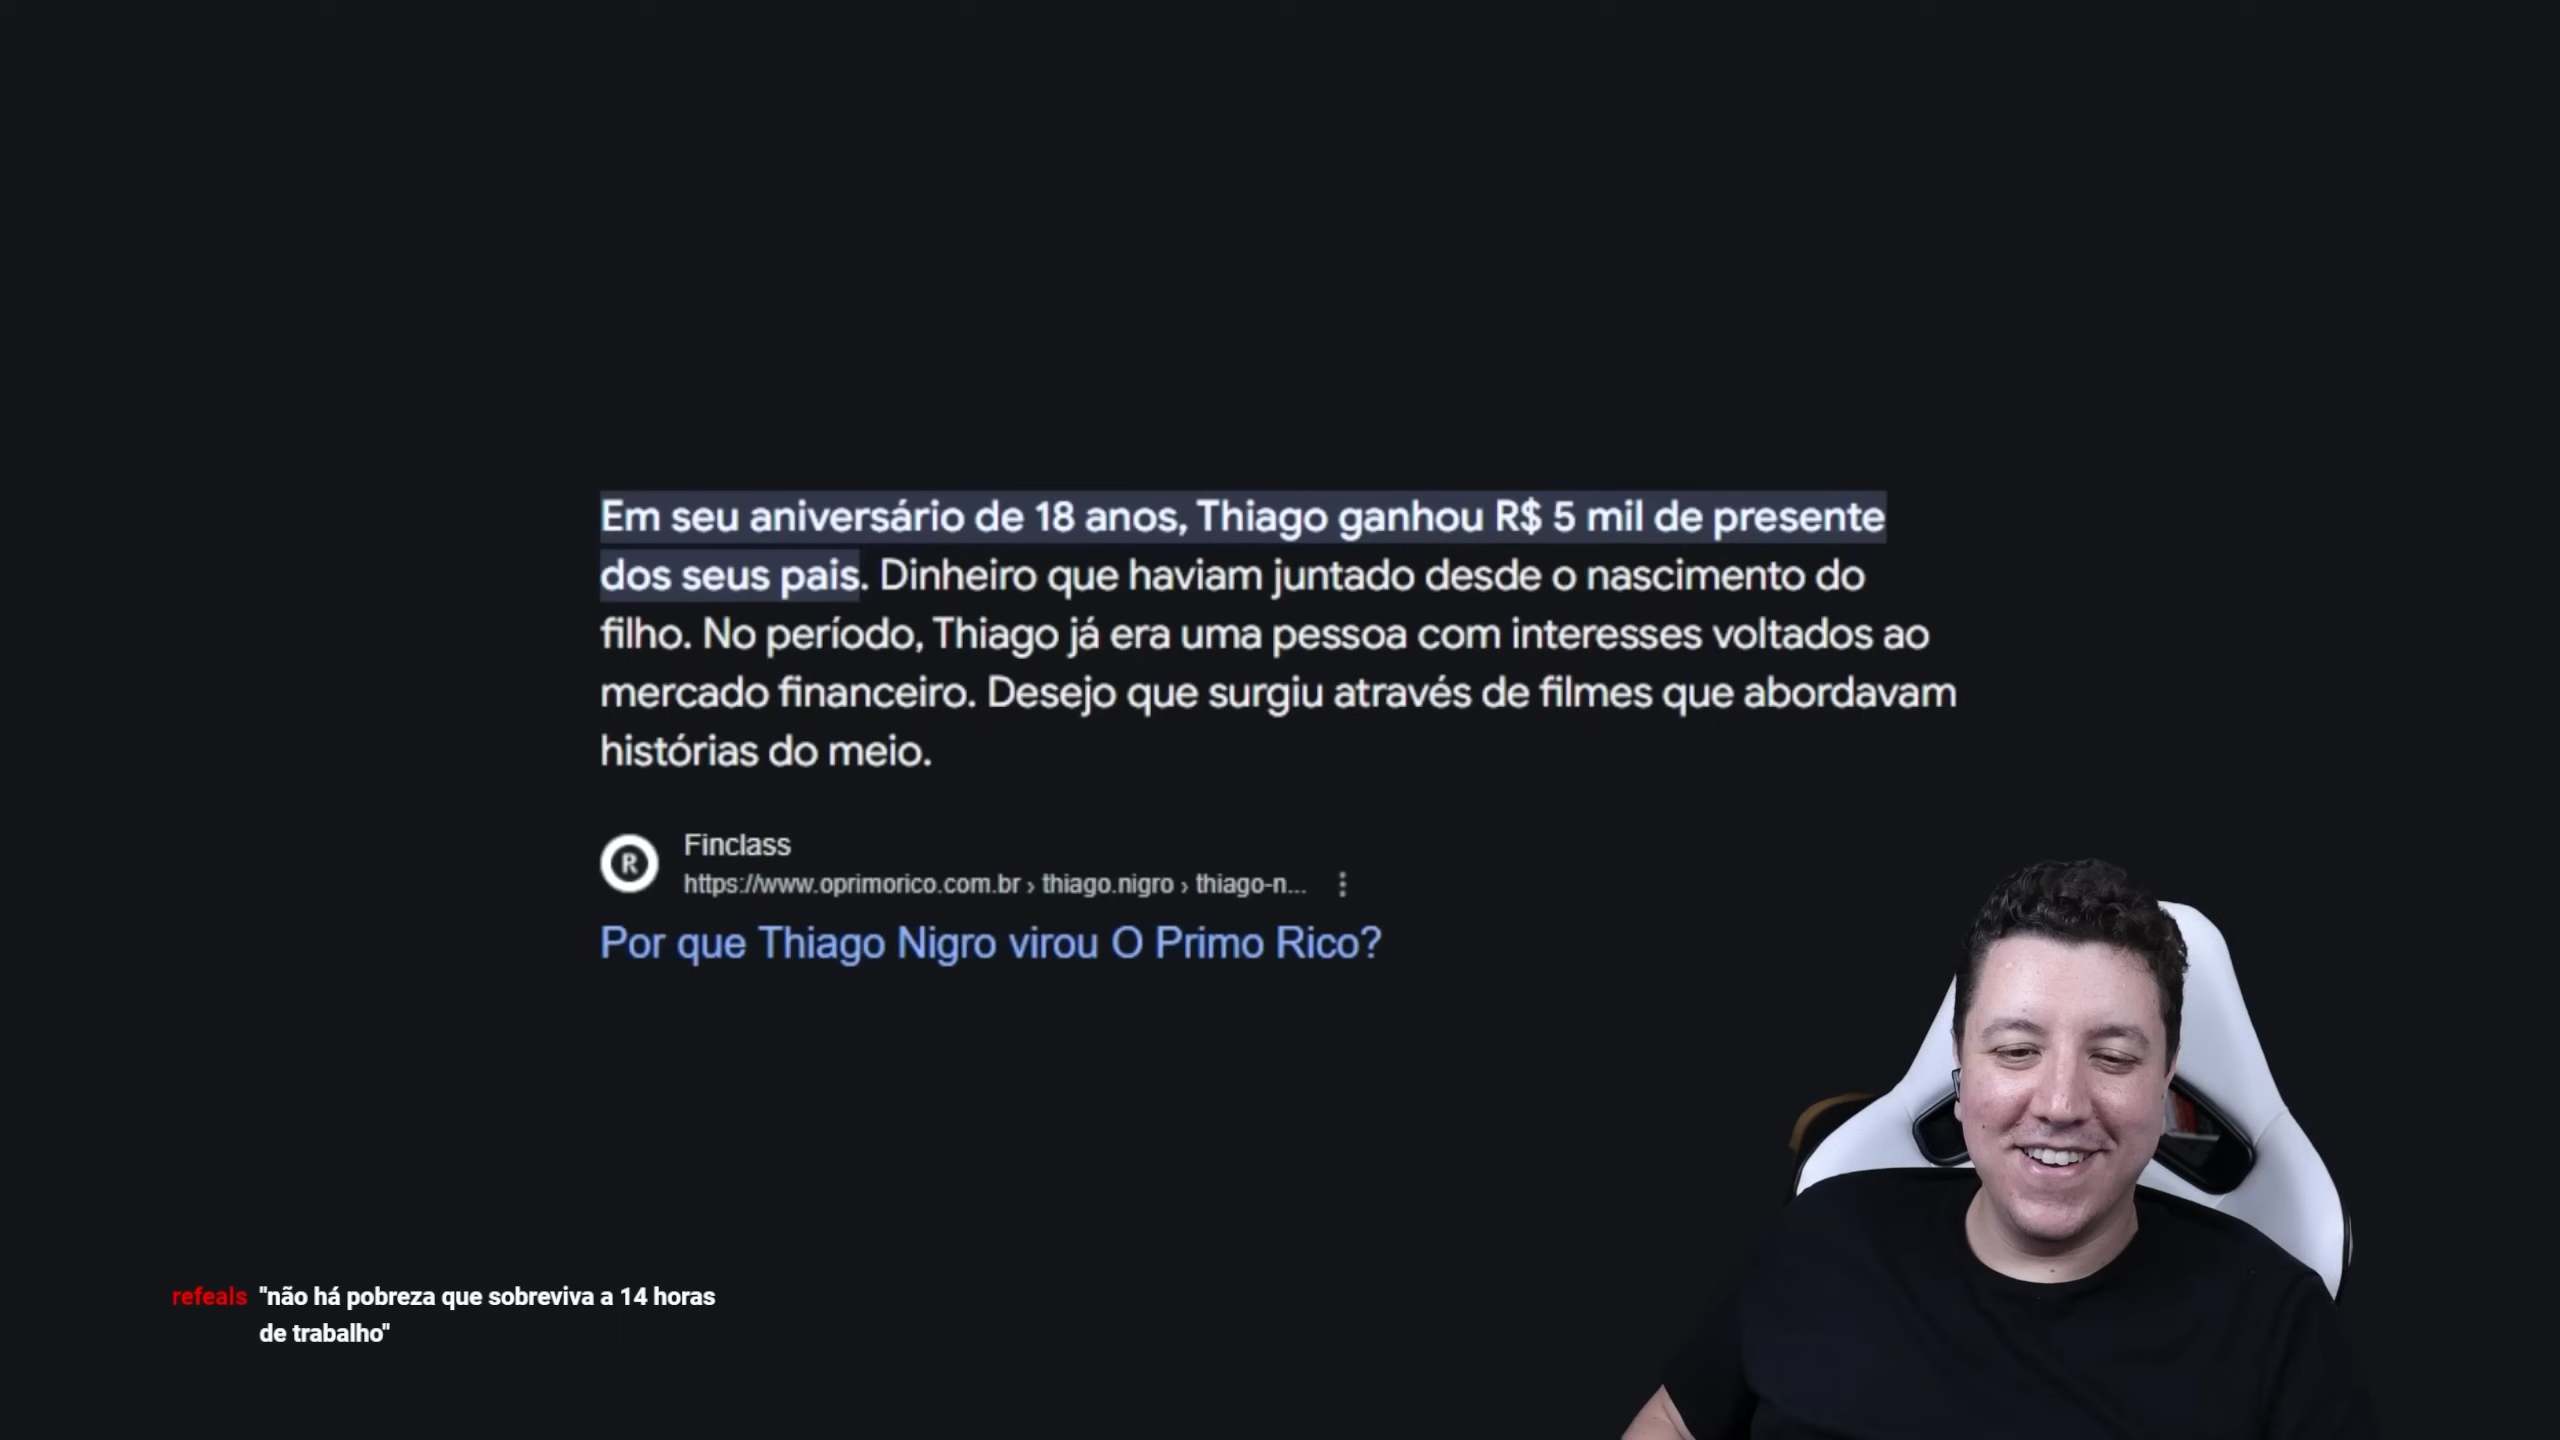 Em seu aniversário de 18 anos, Thiago ganhou R$ 5 mil de presente
dos seus pais. Dinheiro que haviam juntado desde o nascimento do
filho. No período, Thiago já era uma pessoa com interesses voltados ao
mercado financeiro. Desejo que surgiu através de filmes que abordavam
histórias do meio.
R
Finclass
https://www.oprimorico.com.br › thiago.nigro › thiago-n...
Por que Thiago Nigro virou O Primo Rico?
refeals "não há pobreza que sobreviva a 14 horas
de trabalho"